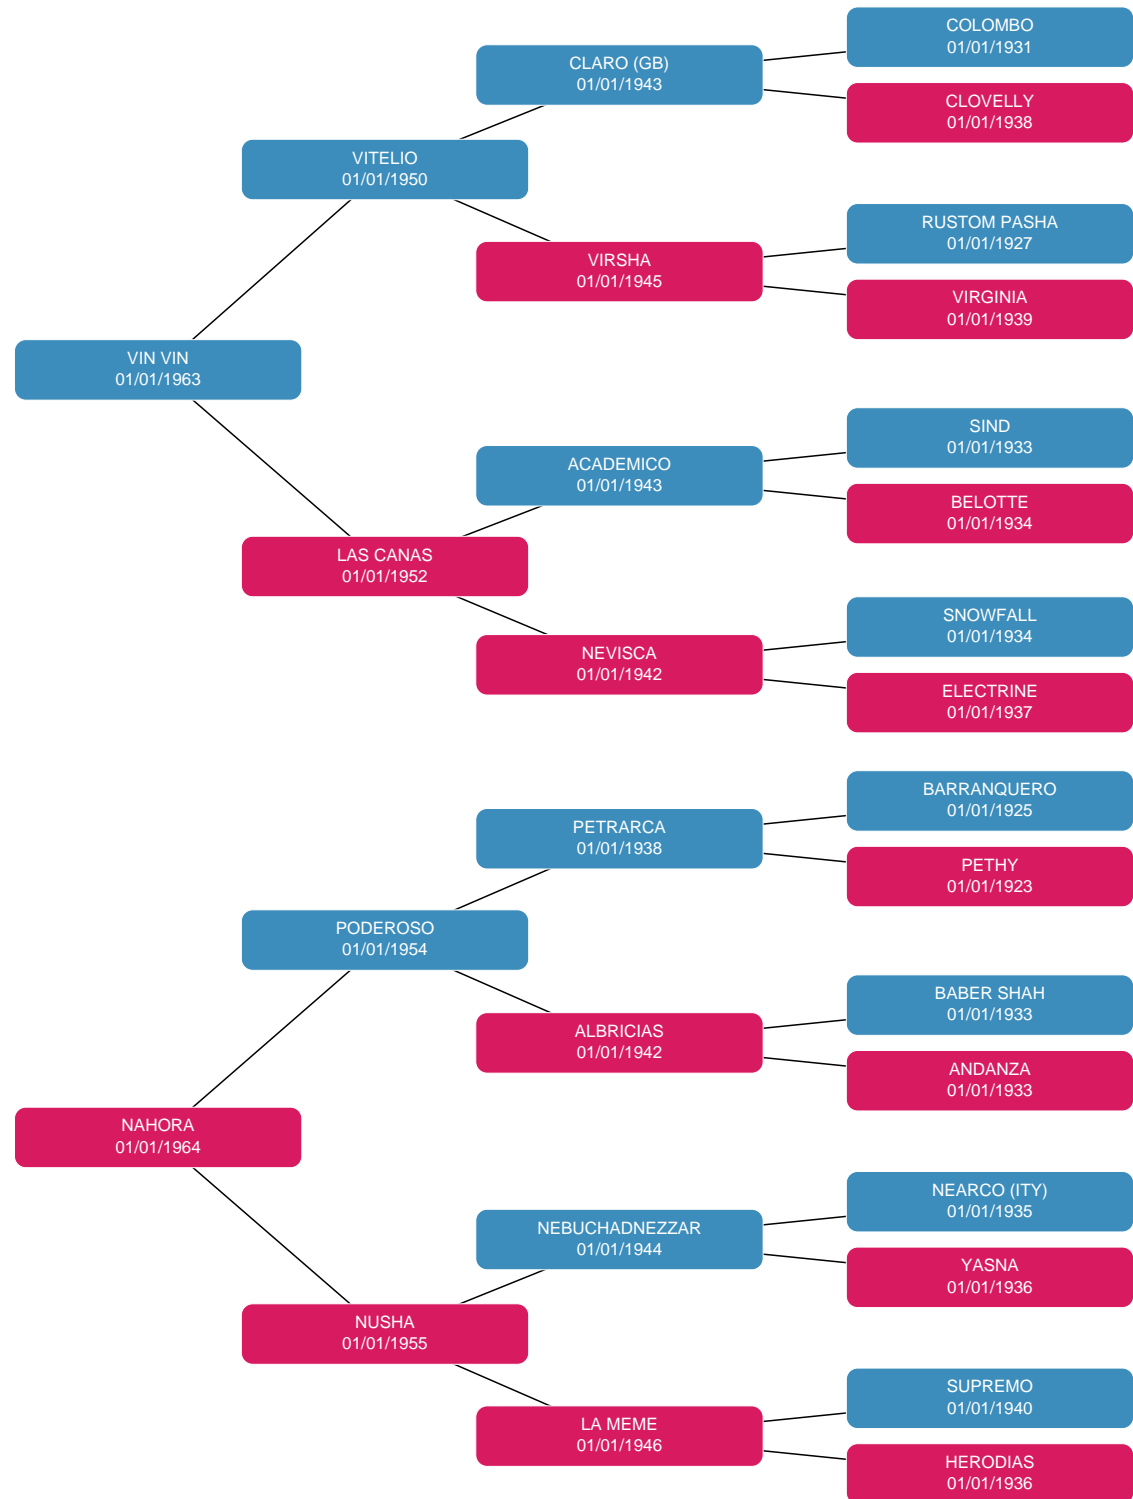 COLOMBO
01/01/1931
CLARO (GB)
01/01/1943
CLOVELLY
01/01/1938
VITELIO
01/01/1950
RUSTOM PASHA
01/01/1927
VIRSHA
01/01/1945
VIRGINIA
01/01/1939
VIN VIN
01/01/1963
SIND
01/01/1933
ACADEMICO
01/01/1943
BELOTTE
01/01/1934
LAS CANAS
01/01/1952
SNOWFALL
01/01/1934
NEVISCA
01/01/1942
ELECTRINE
01/01/1937
BARRANQUERO
01/01/1925
PETRARCA
01/01/1938
PETHY
01/01/1923
PODEROSO
01/01/1954
BABER SHAH
01/01/1933
ALBRICIAS
01/01/1942
ANDANZA
01/01/1933
NAHORA
01/01/1964
NEARCO (ITY)
01/01/1935
NEBUCHADNEZZAR
01/01/1944
YASNA
01/01/1936
NUSHA
01/01/1955
SUPREMO
01/01/1940
LA MEME
01/01/1946
HERODIAS
01/01/1936